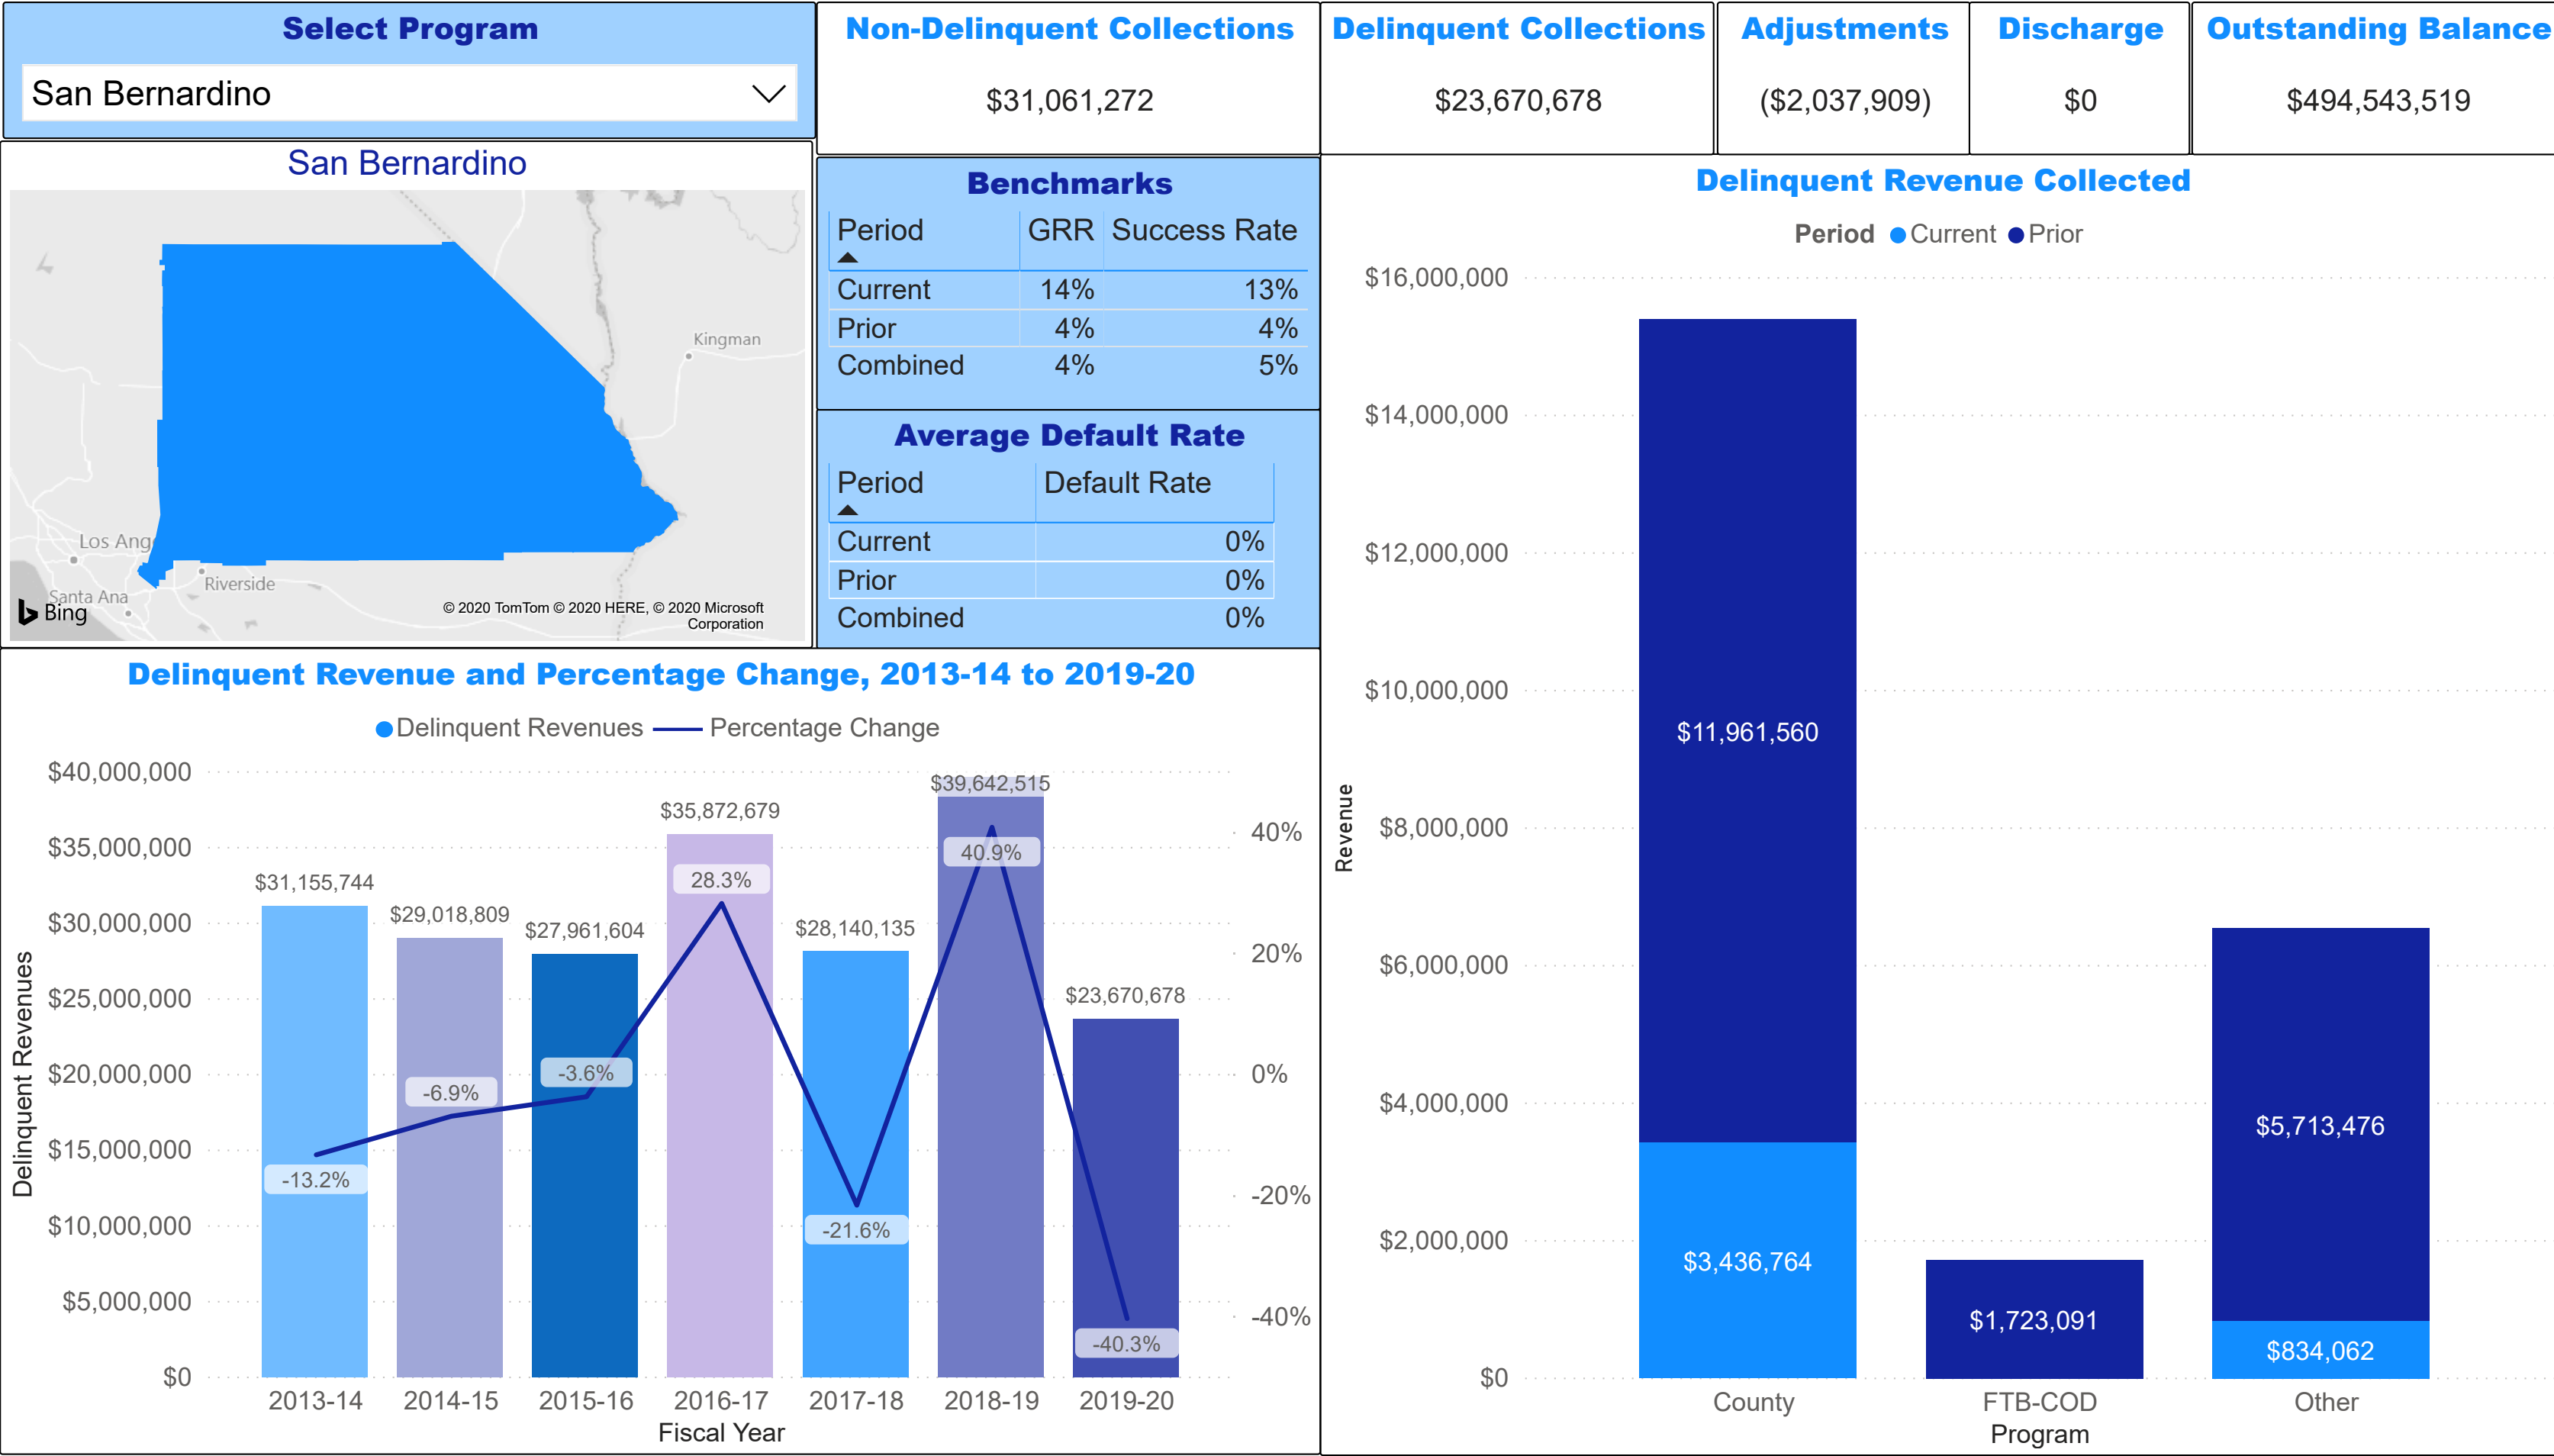 Select Program
San Bernardino
Non-Delinquent Collections
$31,061,272
Delinquent Collections
$23,670,678
Adjustments
($2,037,909)
Discharge
$0
Outstanding Balance
$494,543,519
San Bernardino
Kingman
Los Ang
Riverside
Santa Ana
Bing
© 2020 TomTom © 2020 HERE, © 2020 Microsoft
Corporation
Benchmarks
Period GRR Success Rate
Current 14% 13%
Prior 4% 4%
Combined 4% 5%
Average Default Rate
Period Default Rate
Current 0%
Prior 0%
Combined 0%
Delinquent Revenue and Percentage Change, 2013-14 to 2019-20
Delinquent Revenues Percentage Change
Delinquent Revenues
$40,000,000
$35,000,000
$30,000,000
$25,000,000
$20,000,000
$15,000,000
$10,000,000
$5,000,000
$0
$31,155,744
$29,018,809
$27,961,604
$35,872,679
$28,140,135
$39,642,515
$23,670,678
-13.2%
-6.9%
-3.6%
28.3%
-21.6%
40.9%
-40.3%
40%
20%
0%
-20%
-40%
2013-14 2014-15 2015-16 2016-17 2017-18 2018-19 2019-20
Fiscal Year
Delinquent Revenue Collected
Period Current Prior
Revenue
$16,000,000
$14,000,000
$12,000,000
$10,000,000
$8,000,000
$6,000,000
$4,000,000
$2,000,000
$0
$11,961,560
$3,436,764
$1,723,091
$5,713,476
$834,062
County FTB-COD Other
Program